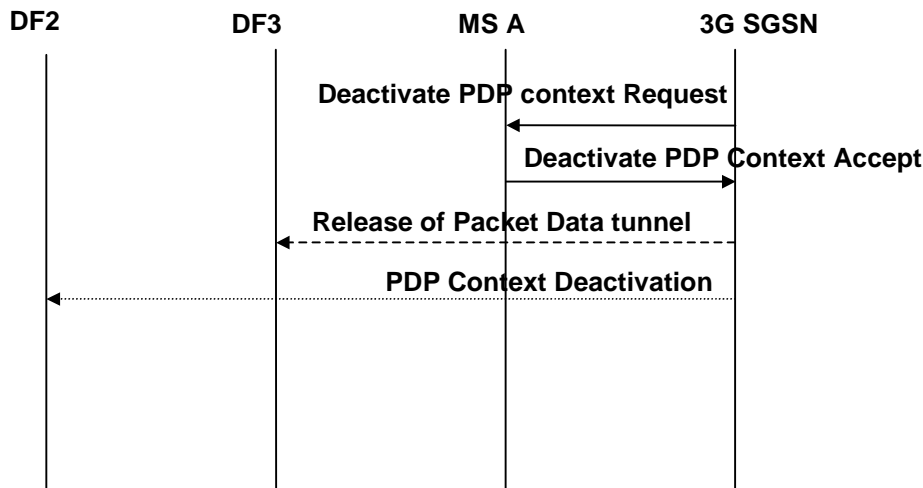 DF2 DF3 MS A 3G SGSN
Deactivate PDP context Request
Deactivate PDP Context Accept
Release of Packet Data tunnel
PDP Context Deactivation